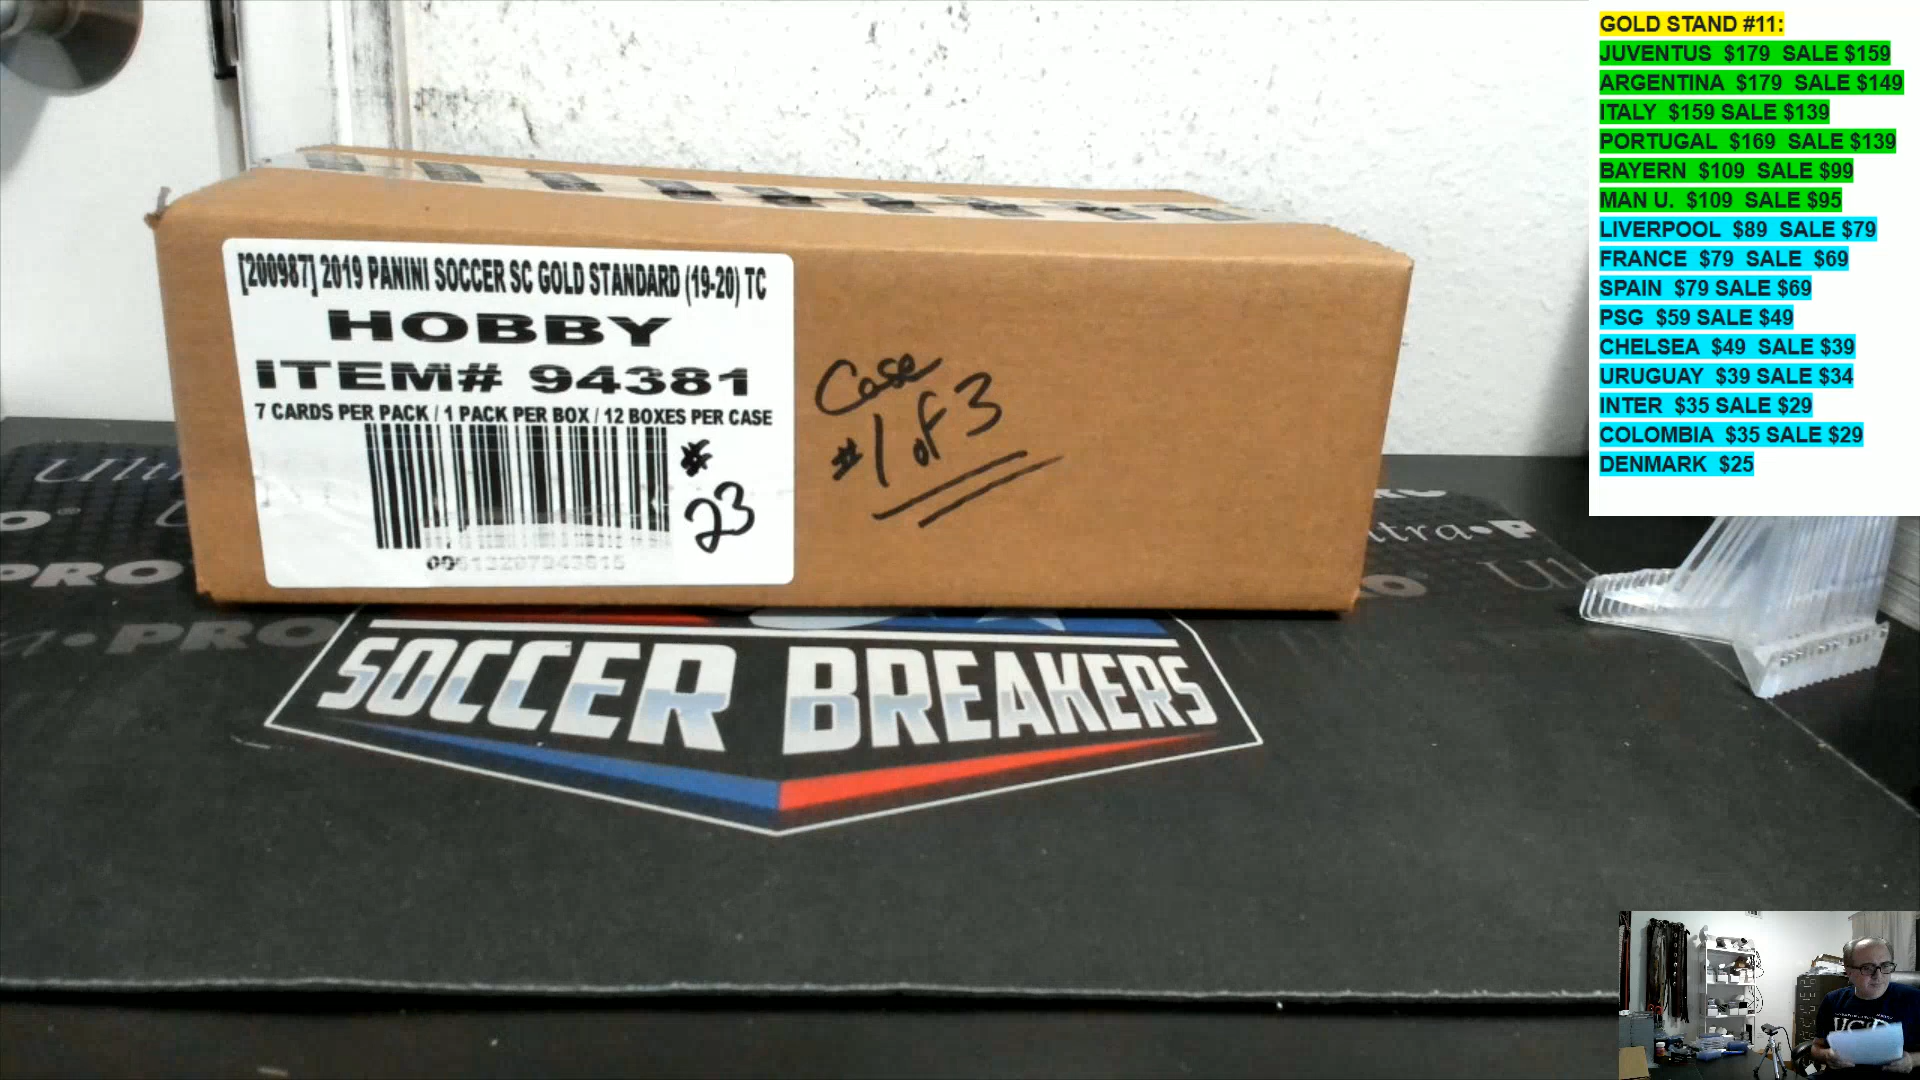 GOLD STAND #11:
JUVENTUS $179 SALE $159
ARGENTINA $179 SALE $149
ITALY $159 SALE $139
PORTUGAL $169 SALE $139
BAYERN $109 SALE $99
MAN U. $109 SALE $95
LIVERPOOL $89 SALE $79
FRANCE $79 SALE $69
SPAIN $79 SALE $69
PSG $59 SALE $49
CHELSEA $49 SALE $39
URUGUAY $39 SALE $34
INTER $35 SALE $29
COLOMBIA $35 SALE $29
DENMARK $25
[200987] 2019 PANINI SOCCER SC GOLD STANDARD (19-20) TC
HOBBY
ITEM# 94381
7 CARDS PER PACK / 1 PACK PER BOX / 12 BOXES PER CASE
#
23
Case
#1 of 3
SOCCER BREAKERS